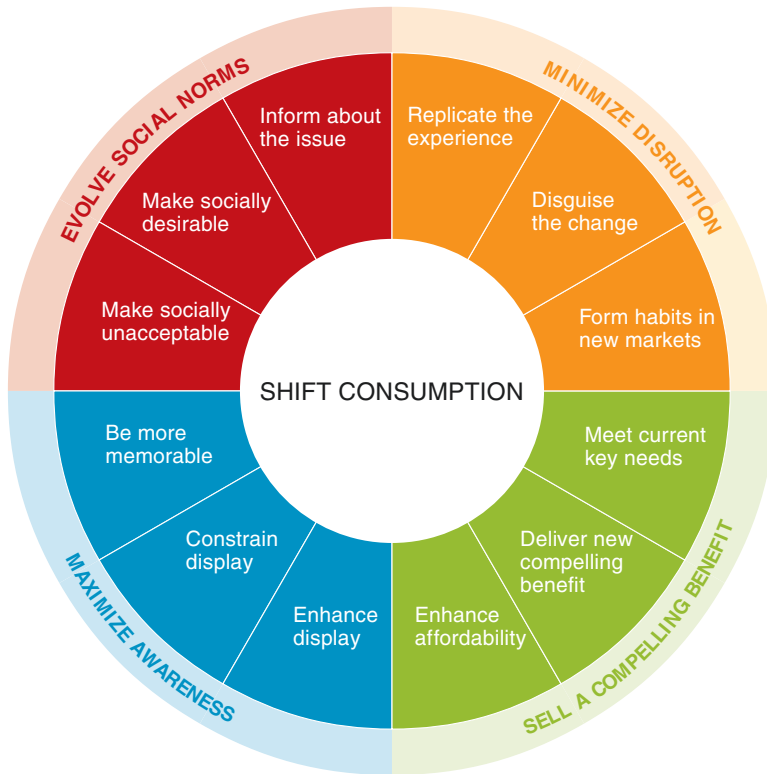 EVOLVE SOCIAL NORMS
Inform about
the issue
Make socially
desirable
Make socially
unacceptable
MINIMIZE DISRUPTION
Replicate the
experience
Disguise
the change
Form habits in
new markets
SHIFT CONSUMPTION
Be more
memorable
Constrain
display
Enhance
display
MAXIMIZE AWARENESS
Meet current
key needs
Deliver new
compelling
benefit
Enhance
affordability
SELL A COMPELLING BENEFIT